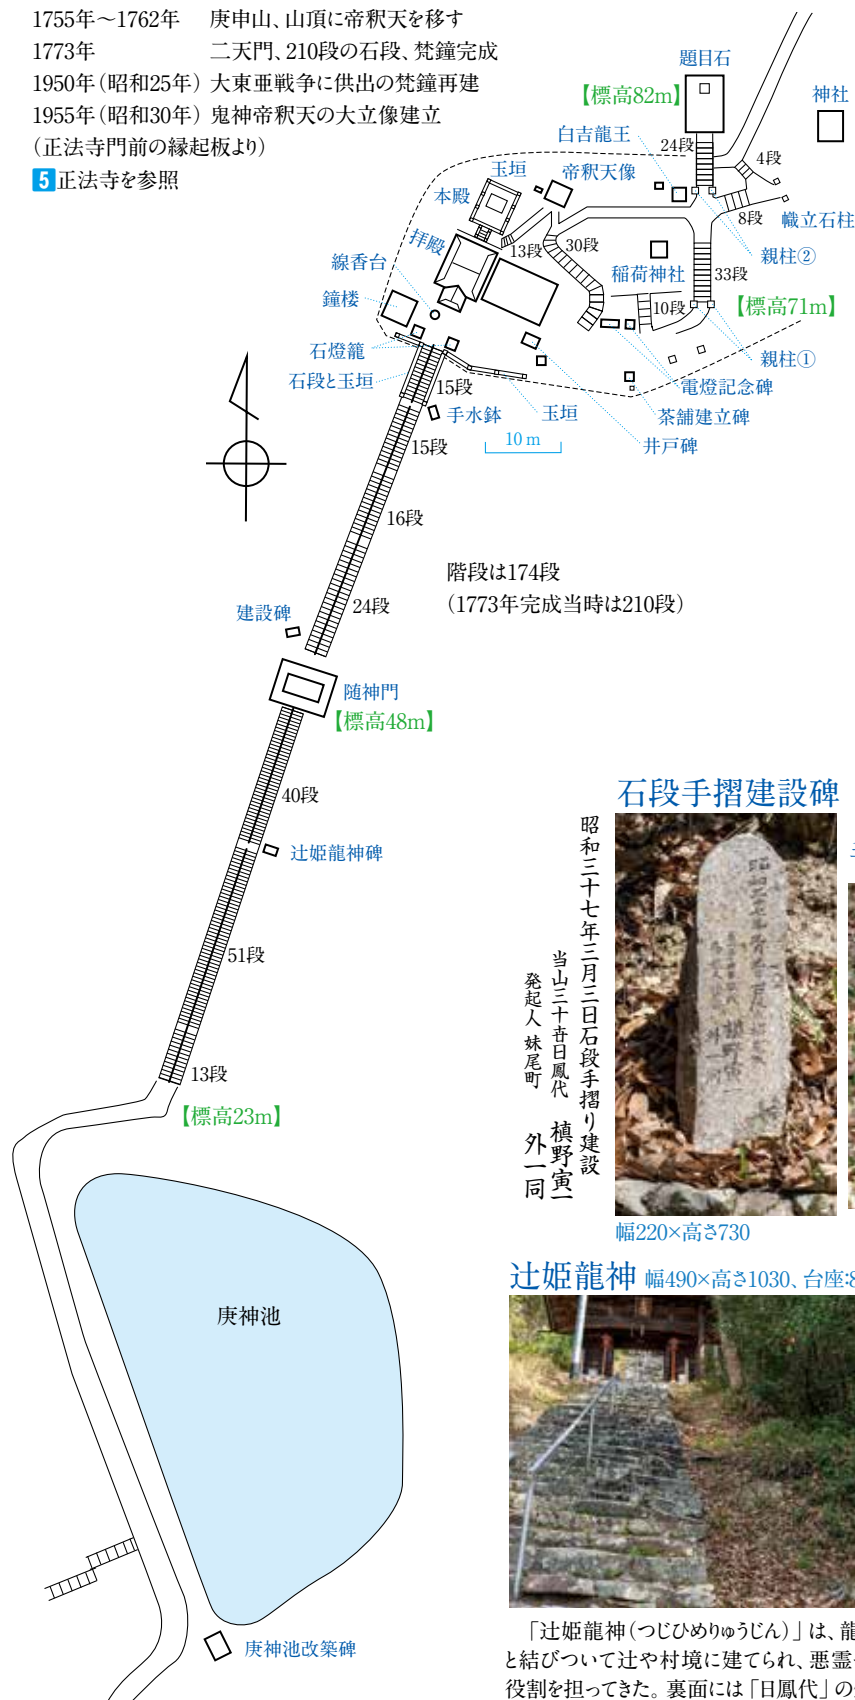 1755年〜1762年　庚申山、山頂に帝釈天を移す
1773年　二天門、210段の石段、梵鐘完成
1950年（昭和25年）大東亜戦争に供出の梵鐘再建
1955年（昭和30年）鬼神帝釈天の大立像建立
（正法寺門前の縁起板より）
5 正法寺を参照
題目石
【標高82m】
神社
白吉龍王
24段
4段
玉垣
帝釈天像
本殿
8段
幟立石柱
拝殿
13段
30段
親柱②
線香台
稲荷神社
33段
鐘楼
10段
【標高71m】
石燈籠
親柱①
石段と玉垣
15段
電燈記念碑
手水鉢
玉垣
茶舗建立碑
15段
10 m
井戸碑
16段
階段は174段
（1773年完成当時は210段）
24段
建設碑
随神門
【標高48m】
40段
辻姫龍神碑
51段
13段
【標高23m】
庚神池
庚神池改築碑
石段手摺建設碑
昭和三十七年三月三日石段手摺り建設
当山三十卋日鳳代　槙野寅一
発起人 妹尾町　外一同
幅220×高さ730
辻姫龍神 幅490×高さ1030、台座:8
「辻姫龍神（つじひめりゅうじん）」は、龍
と結びついて辻や村境に建てられ、悪霊
役割を担ってきた。裏面には「日鳳代」の